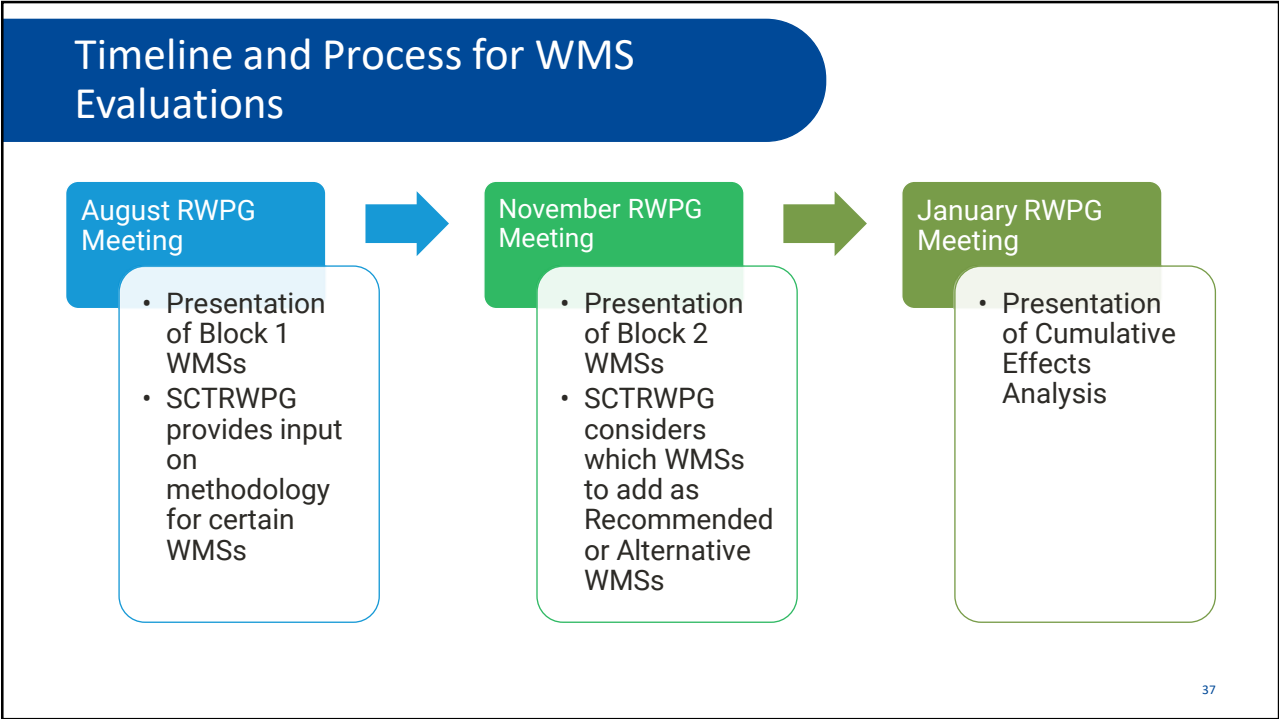 Timeline and Process for WMS
Evaluations
August RWPG
Meeting
• Presentation
of Block 1
WMSs
• SCTRWPG
provides input
on
methodology
for certain
WMSs
November RWPG
Meeting
• Presentation
of Block 2
WMSs
• SCTRWPG
considers
which WMSs
to add as
Recommended
or Alternative
WMSs
January RWPG
Meeting
• Presentation
of Cumulative
Effects
Analysis
37